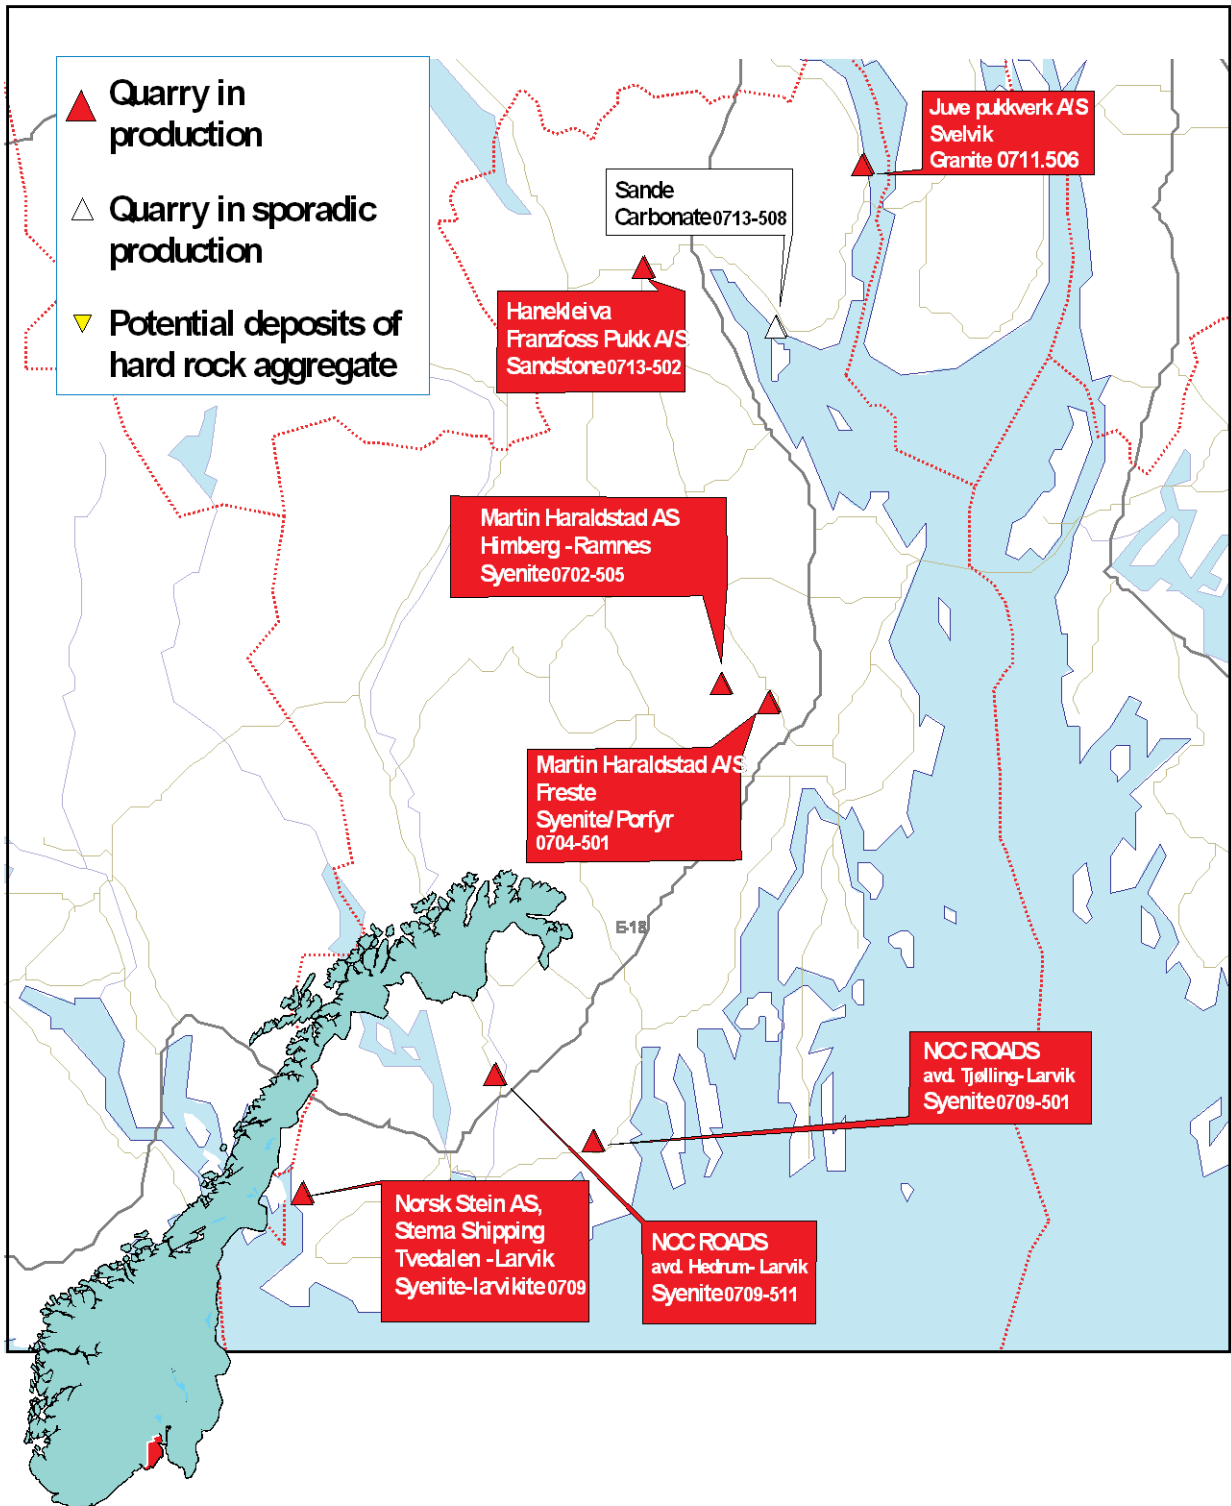 Quarry in
production
Quarry in sporadic
production
Potential deposits of
hard rock aggregate
Juve pukkverk A/S
Svelvik
Granite 0711.506
Sande
Carbonate 0713-508
Hanekleiva
Franzfoss Pukk A/S
Sandstone 0713-502
Martin Haraldstad AS
Himberg - Ramnes
Syenite 0702-505
Martin Haraldstad A/S
Freste
Syenite/ Porfyr
0704-501
E-18
NCC ROADS
avd. Tjølling- Larvik
Syenite 0709-501
Norsk Stein AS,
Stema Shipping
Tvedalen - Larvik
Syenite-larvikite 0709
NCC ROADS
avd. Hedrum- Larvik
Syenite 0709-511